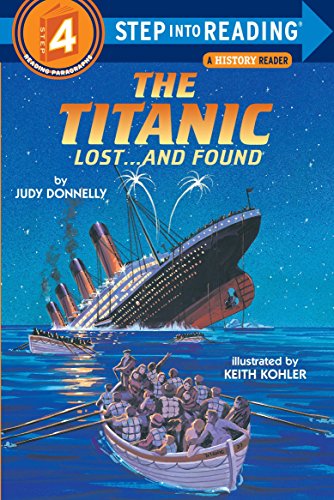 STEP
4
READING PARAGRAPHS
STEP INTO READING®
A HISTORY READER
THE
TITANIC
LOST...AND FOUND
by
JUDY DONNELLY
illustrated by
KEITH KOHLER
TITANIC